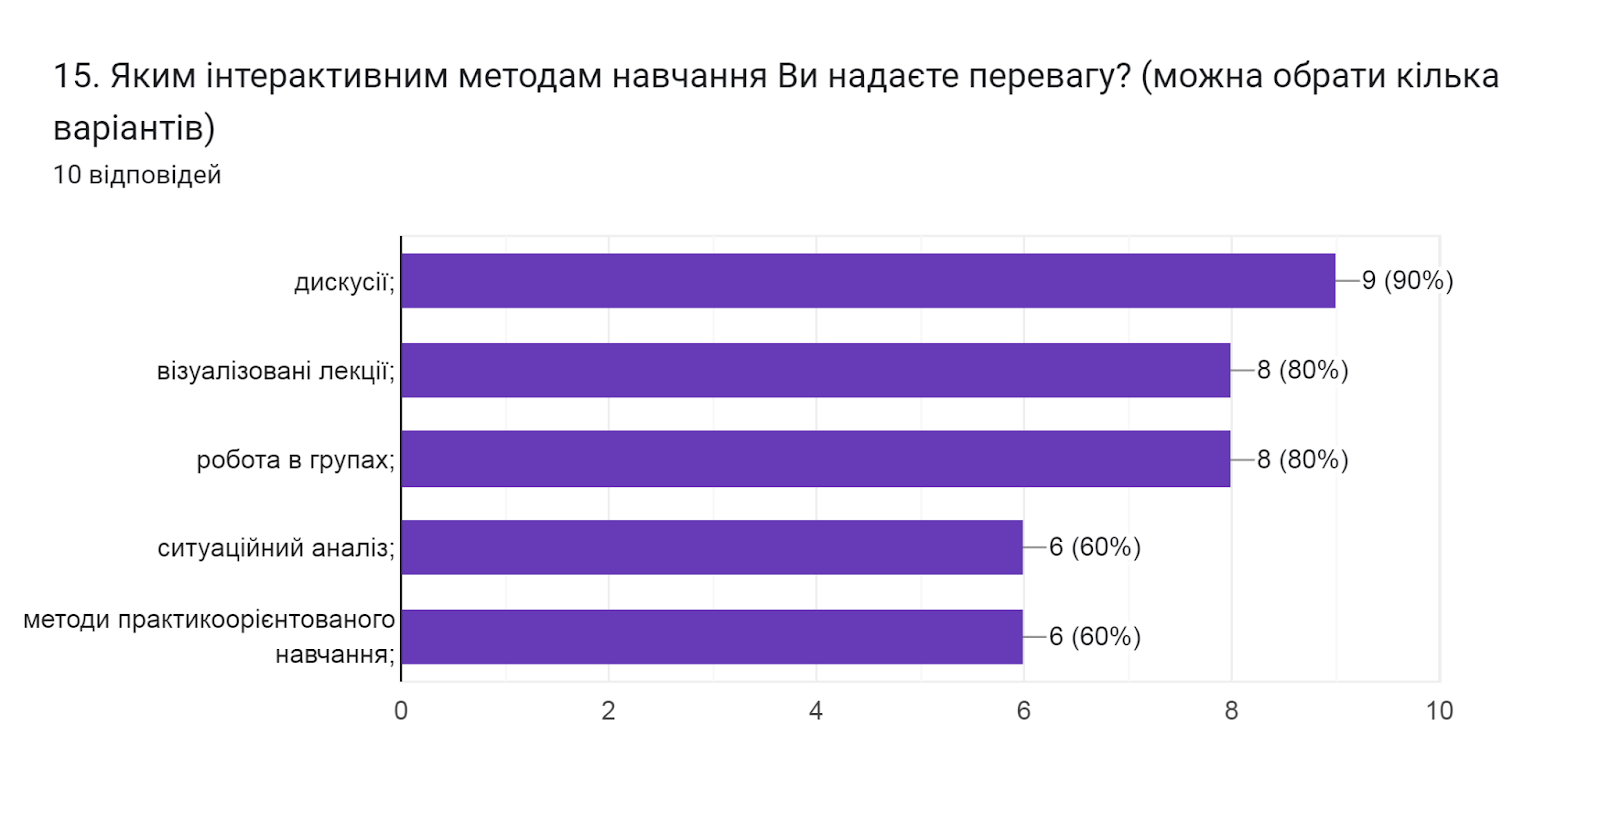 15. Яким інтерактивним методам навчання Ви надаєте перевагу? (можна обрати кілька
варіантів)
10 відповідей
дискусії;
9 (90%)
візуалізовані лекції;
8 (80%)
робота в групах;
8 (80%)
ситуаційний аналіз;
6 (60%)
методи практикоорієнтованого
навчання;
6 (60%)
0 2 4 6 8 10